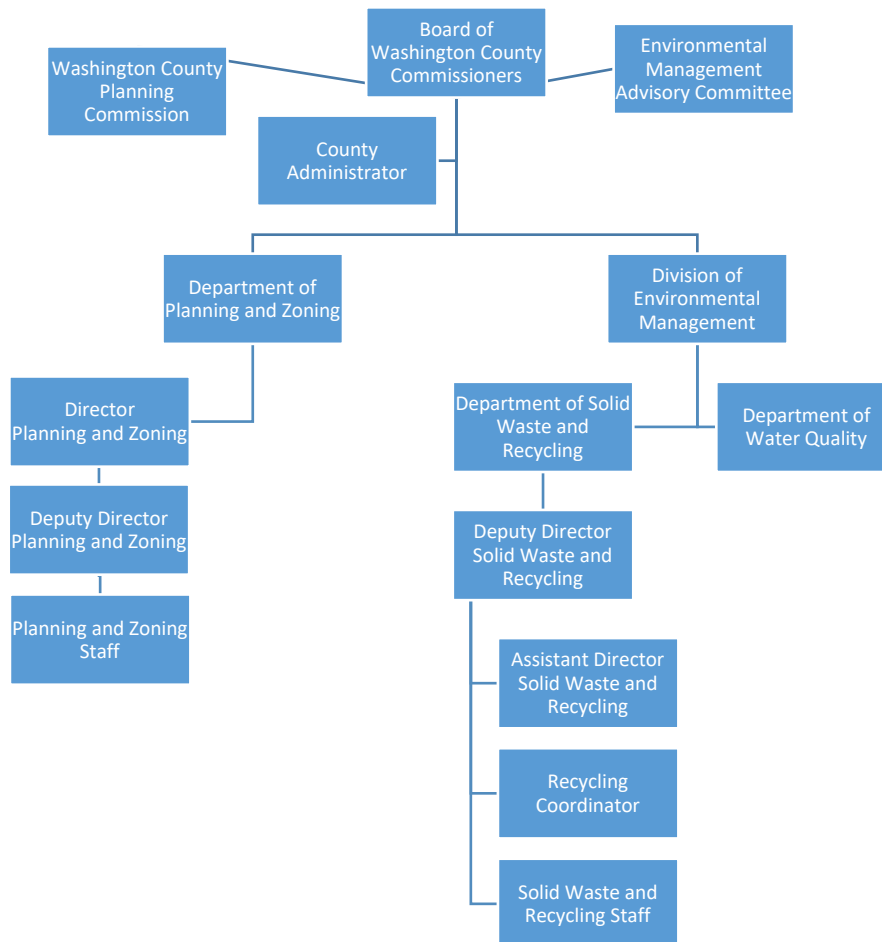 Board of
Washington County
Commissioners
Washington County
Planning
Commission
Environmental
Management
Advisory Committee
County
Administrator
Department of
Planning and Zoning
Division of
Environmental
Management
Director
Planning and Zoning
Department of Solid
Waste and
Recycling
Department of
Water Quality
Deputy Director
Planning and Zoning
Deputy Director
Solid Waste and
Recycling
Planning and Zoning
Staff
Assistant Director
Solid Waste and
Recycling
Recycling
Coordinator
Solid Waste and
Recycling Staff